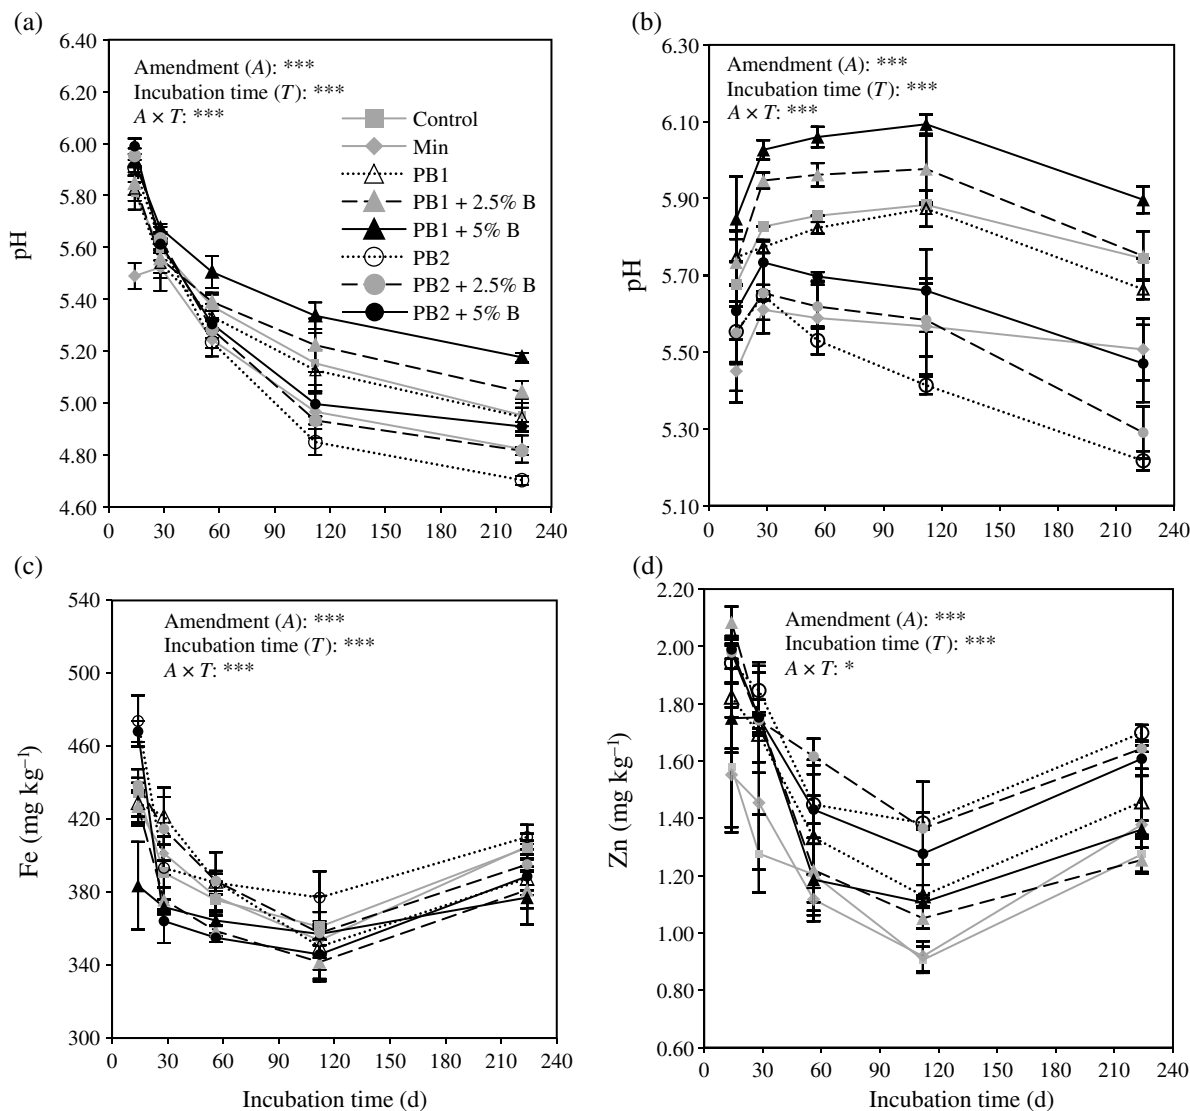 (a)
6.40
6.20
6.00
5.80
5.60
5.40
5.20
5.00
4.80
4.60
pH
Amendment (A): ***
Incubation time (T): ***
A × T: ***
Control
Min
PB1
PB1 + 2.5% B
PB1 + 5% B
PB2
PB2 + 2.5% B
PB2 + 5% B
0 30 60 90 120 150 180 210 240
(b)
6.30
6.10
5.90
5.70
5.50
5.30
5.10
pH
Amendment (A): ***
Incubation time (T): ***
A × T: ***
0 30 60 90 120 150 180 210 240
(c)
540
500
460
420
380
340
300
Fe (mg kg⁻¹)
Amendment (A): ***
Incubation time (T): ***
A × T: ***
0 30 60 90 120 150 180 210 240
Incubation time (d)
(d)
2.20
2.00
1.80
1.60
1.40
1.20
1.00
0.80
0.60
Zn (mg kg⁻¹)
Amendment (A): ***
Incubation time (T): ***
A × T: *
0 30 60 90 120 150 180 210 240
Incubation time (d)